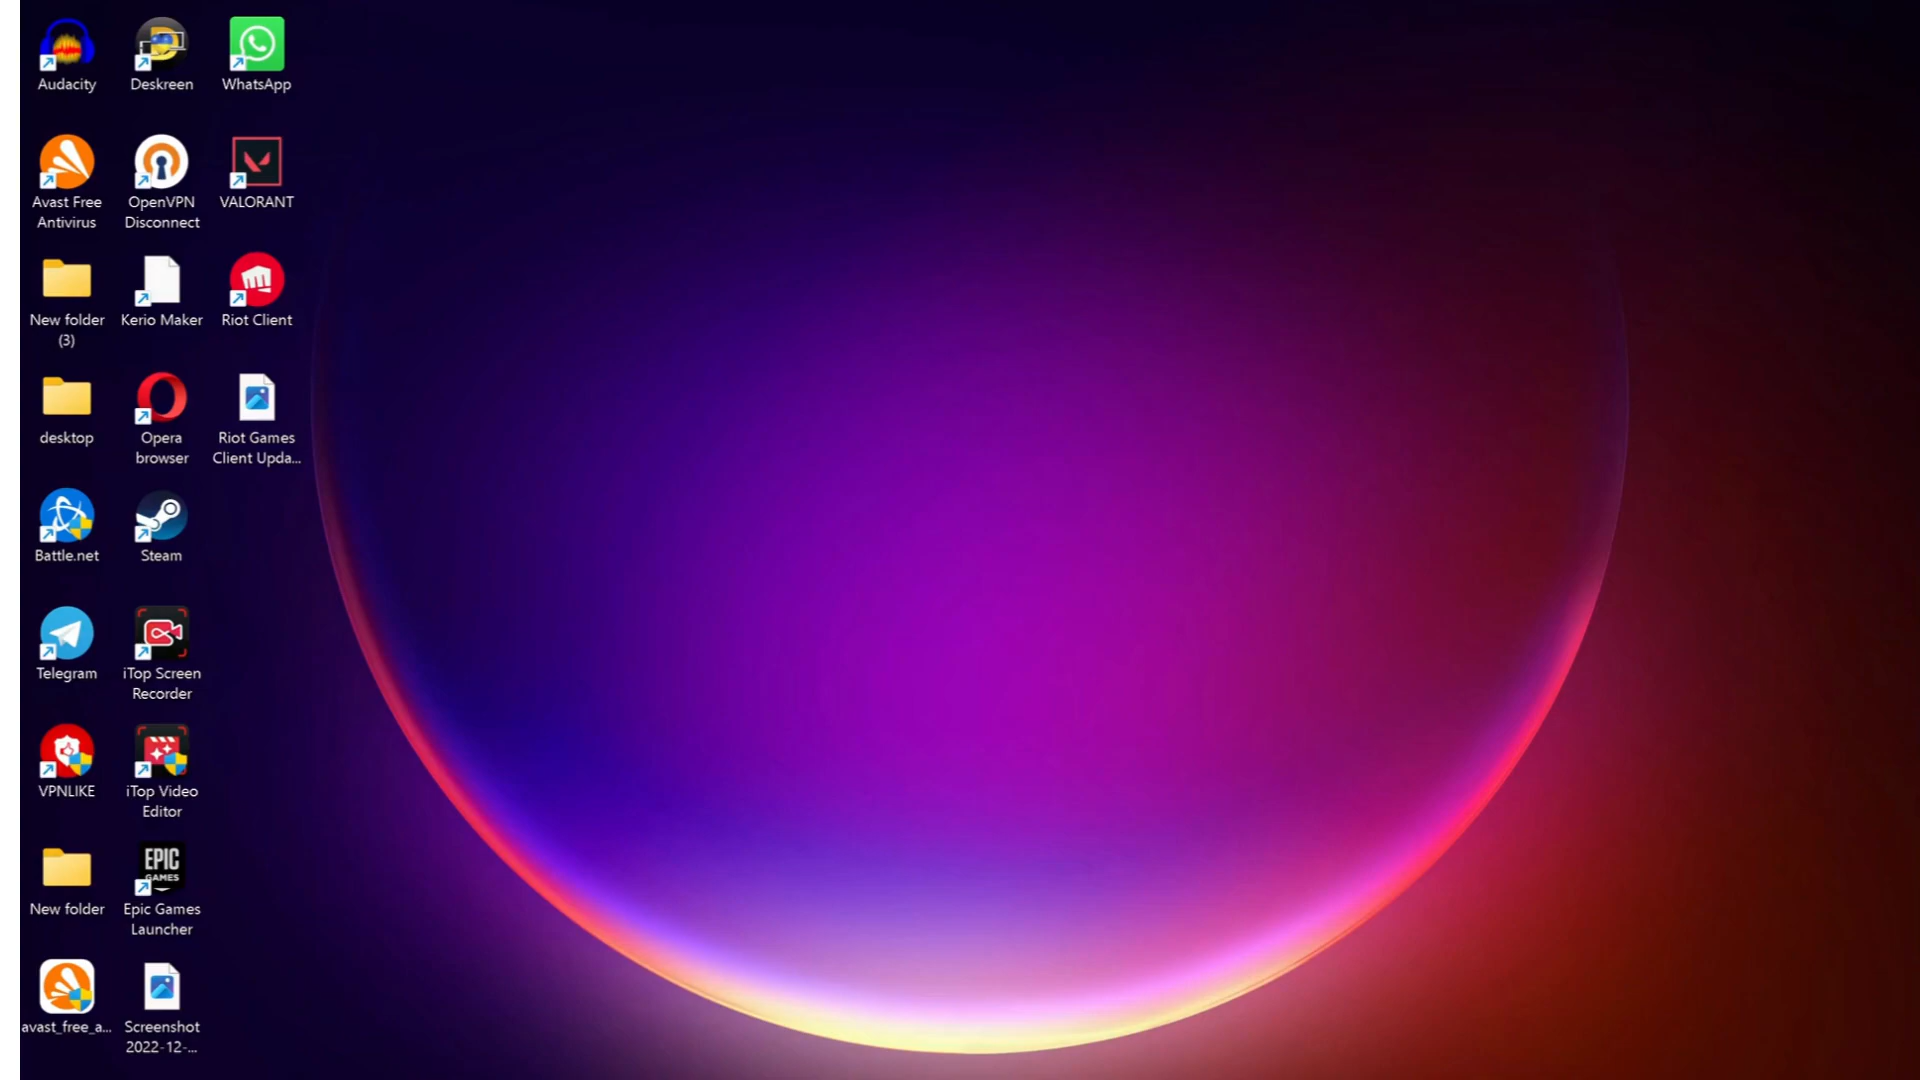 Audacity
Deskreen
WhatsApp
Avast Free
Antivirus
OpenVPN
Disconnect
VALORANT
New folder
(3)
Kerio Maker
Riot Client
desktop
Opera
browser
Riot Games
Client Upda...
Battle.net
Steam
Telegram
iTop Screen
Recorder
VPNLIKE
iTop Video
Editor
New folder
EPIC
GAMES
Epic Games
Launcher
avast_free_a...
Screenshot
2022-12-...